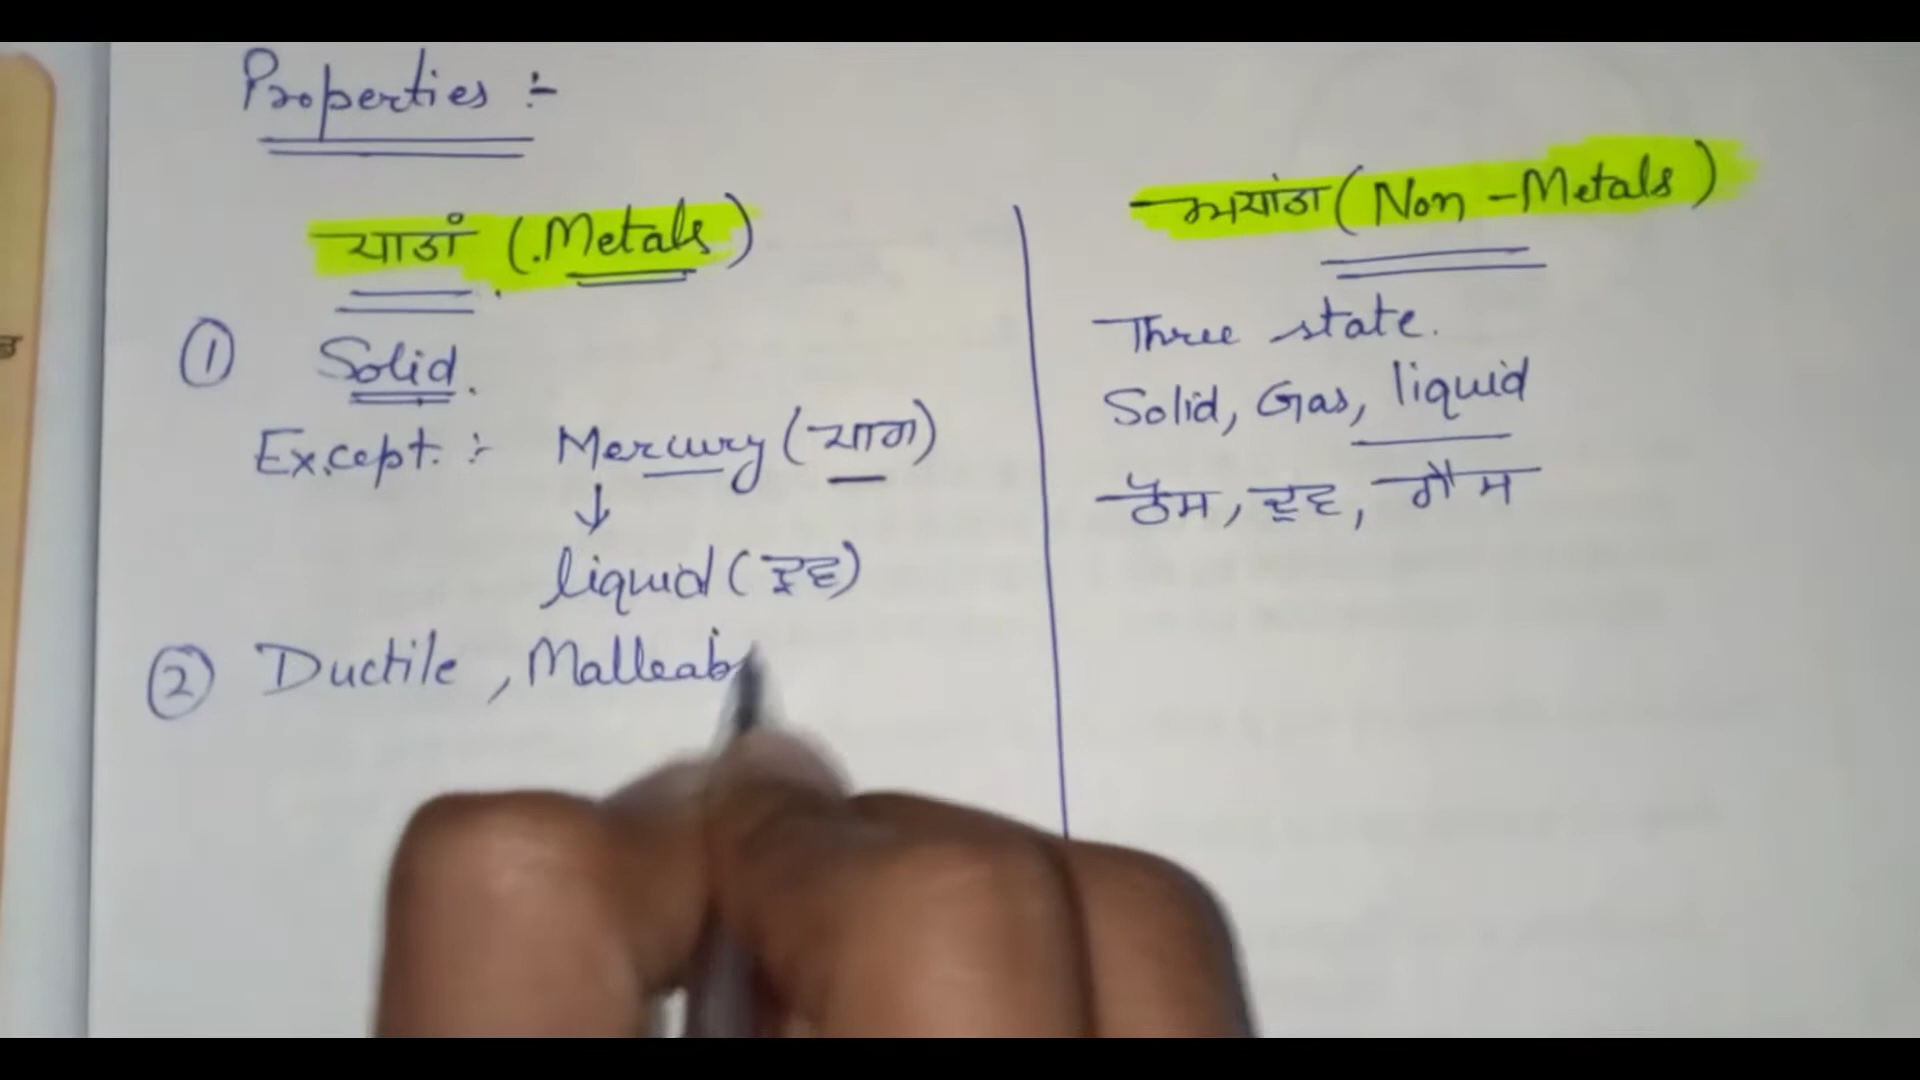 Properties :-
ਧਾਤਾਂ (Metals)
① Solid.
Except :- Mercury (ਪਾਰਾ)
↓
liquid (ਦ੍ਰਵ)
② Ductile, Malleab
ਅਧਾਤਾਂ (Non-Metals)
Three state.
Solid, Gas, liquid
ਠੋਸ, ਦ੍ਰਵ, ਗੈਸ